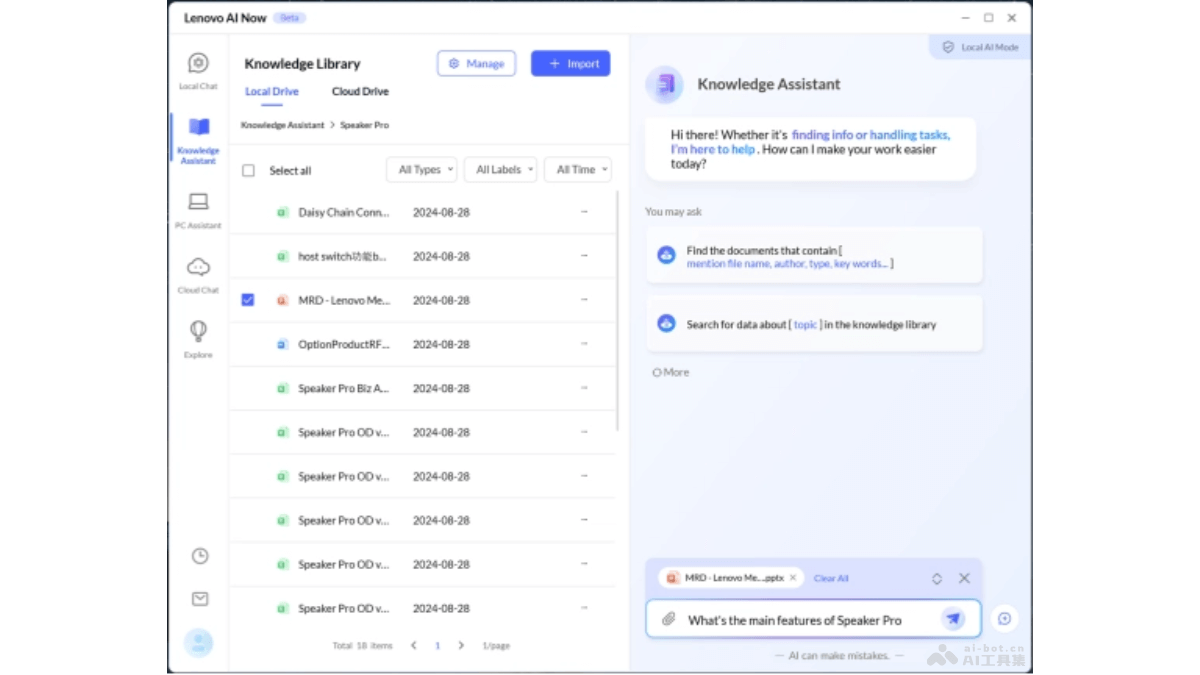 Lenovo AI Now Beta
Local AI Mode
Local Chat
Knowledge
Assistant
PC Assistant
Cloud Chat
Explore
Knowledge Library
Manage
+ Import
Local Drive Cloud Drive
Knowledge Assistant > Speaker Pro
Select all All Types All Labels All Time
Daisy Chain Conn... 2024-08-28 --
host switch功能b... 2024-08-28 --
MRD - Lenovo Me... 2024-08-28 --
OptionProductRF... 2024-08-28 --
Speaker Pro Biz A... 2024-08-28 --
Speaker Pro OD v... 2024-08-28 --
Speaker Pro OD v... 2024-08-28 --
Speaker Pro OD v... 2024-08-28 --
Speaker Pro OD v... 2024-08-28 --
Speaker Pro OD v... 2024-08-28 --
Total 18 items < 1 > 1/page
Knowledge Assistant
Hi there! Whether it's finding info or handling tasks,
I'm here to help . How can I make your work easier
today?
You may ask
Find the documents that contain [
mention file name, author, type, key words... ]
Search for data about [ topic ] in the knowledge library
More
MRD - Lenovo Me....pptx × Clear All
What's the main features of Speaker Pro
— AI can make mistakes. —
ai-bot.cn
AI工具集